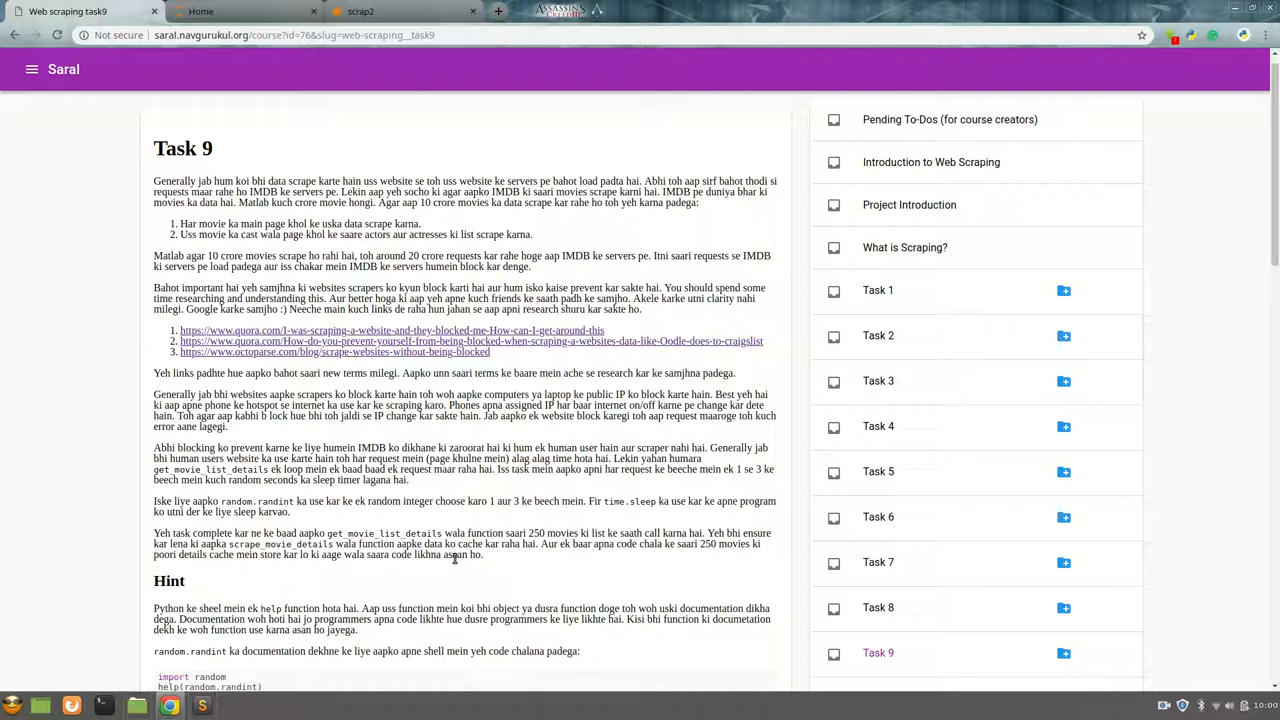 Web scraping task9
Home
scrap2
ASSASSIN'S
Not secure
saral.navgurukul.org/course?id=76&slug=web-scraping__task9
Saral
Task 9
Generally jab hum koi bhi data scrape karte hain uss website se toh uss website ke servers pe bahot load padta hai. Abhi toh aap sirf bahot thodi si
requests maar rahe ho IMDB ke servers pe. Lekin aap yeh socho ki agar aapko IMDB ki saari movies scrape karni hai. IMDB pe duniya bhar ki
movies ka data hai. Matlab kuch crore movie hongi. Agar aap 10 crore movies ka data scrape kar rahe ho toh yeh karna padega:
1. Har movie ka main page khol ke uska data scrape karna.
2. Uss movie ka cast wala page khol ke saare actors aur actresses ki list scrape karna.
Matlab agar 10 crore movies scrape ho rahi hai, toh around 20 crore requests kar rahe hoge aap IMDB ke servers pe. Itni saari requests se IMDB
ki servers pe load padega aur iss chakar mein IMDB ke servers humein block kar denge.
Bahot important hai yeh samjhna ki websites scrapers ko kyun block karti hai aur hum isko kaise prevent kar sakte hai. You should spend some
time researching and understanding this. Aur better hoga ki aap yeh apne kuch friends ke saath padh ke samjho. Akele karke utni clarity nahi
milegi. Google karke samjho :) Neeche main kuch links de raha hun jahan se aap apni research shuru kar sakte ho.
1. https://www.quora.com/I-was-scraping-a-website-and-they-blocked-me-How-can-I-get-around-this
2. https://www.quora.com/How-do-you-prevent-yourself-from-being-blocked-when-scraping-a-websites-data-like-Oodle-does-to-craigslist
3. https://www.octoparse.com/blog/scrape-websites-without-being-blocked
Yeh links padhte hue aapko bahot saari new terms milegi. Aapko unn saari terms ke baare mein ache se research kar ke samjhna padega.
Generally jab bhi websites aapke scrapers ko block karte hain toh woh aapke computers ya laptop ke public IP ko block karte hain. Best yeh hai
ki aap apne phone ke hotspot se internet ka use kar ke scraping karo. Phones apna assigned IP har baar internet on/off karne pe change kar dete
hain. Toh agar aap kabhi b lock hue bhi toh jaldi se IP change kar sakte hain. Jab aapko ek website block karegi toh aap request maaroge toh kuch
error aane lagegi.
Abhi blocking ko prevent karne ke liye humein IMDB ko dikhane ki zaroorat hai ki hum ek human user hain aur scraper nahi hai. Generally jab
bhi human users website ka use karte hain toh har request mein (page khulne mein) alag alag time hota hai. Lekin yahan humara
get_movie_list_details ek loop mein ek baad baad ek request maar raha hai. Iss task mein aapko apni har request ke beeche mein ek 1 se 3 ke
beech mein kuch random seconds ka sleep timer lagana hai.
Iske liye aapko random.randint ka use kar ke ek random integer choose karo 1 aur 3 ke beech mein. Fir time.sleep ka use kar ke apne program
ko utni der ke liye sleep karvao.
Yeh task complete kar ne ke baad aapko get_movie_list_details wala function saari 250 movies ki list ke saath call karna hai. Yeh bhi ensure
kar lena ki aapka scrape_movie_details wala function aapke data ko cache kar raha hai. Aur ek baar apna code chala ke saari 250 movies ki
poori details cache mein store kar lo ki aage wala saara code likhna asan ho.
Hint
Python ke sheel mein ek help function hota hai. Aap uss function mein koi bhi object ya dusra function doge toh woh uski documentation dikha
dega. Documentation woh hoti hai jo programmers apna code likhte hue dusre programmers ke liye likhte hai. Kisi bhi function ki documetation
dekh ke woh function use karna asan ho jayega.
random.randint ka documentation dekhne ke liye aapko apne shell mein yeh code chalana padega:
import random
help(random.randint)
Pending To-Dos (for course creators)
Introduction to Web Scraping
Project Introduction
What is Scraping?
Task 1
Task 2
Task 3
Task 4
Task 5
Task 6
Task 7
Task 8
Task 9
10:00